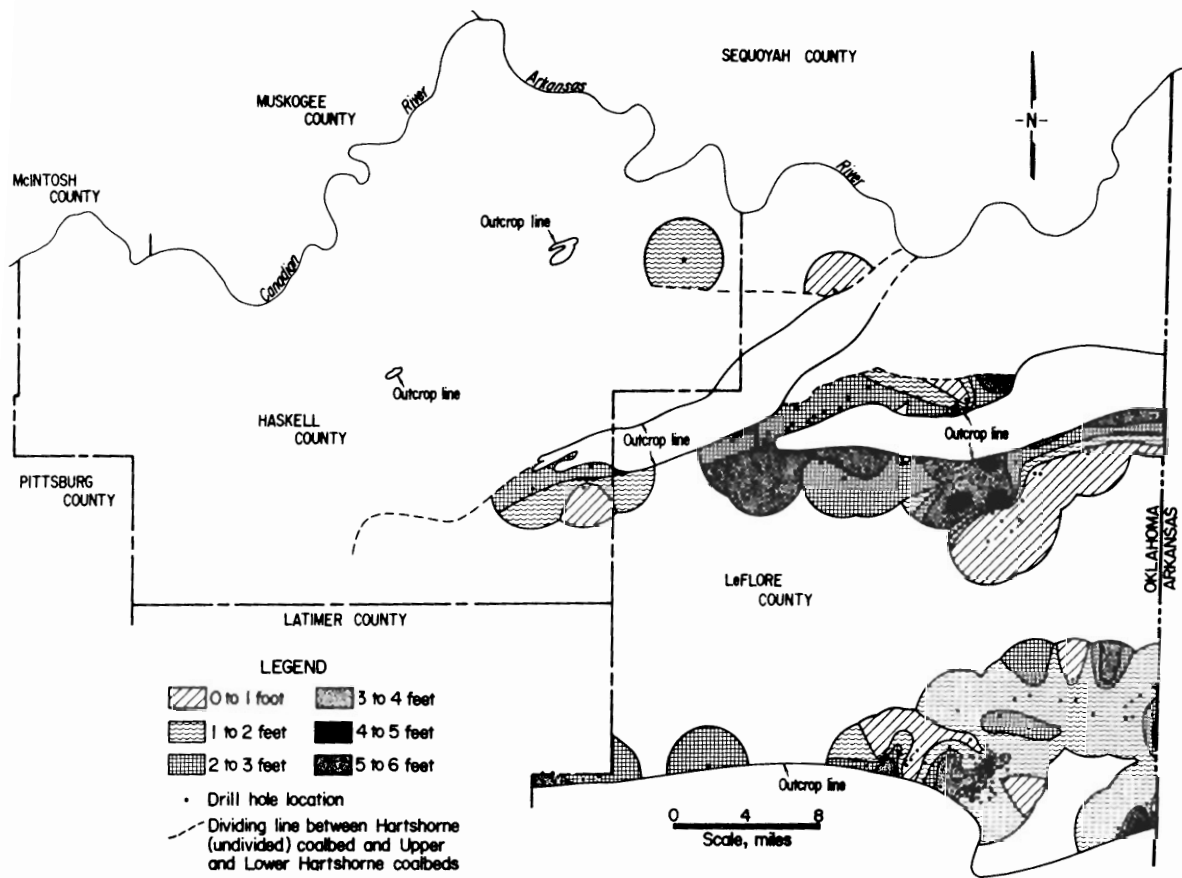 SEQUOYAH COUNTY
Arkansas
River
MUSKOGEE
COUNTY
-N-
River
McINTOSH
COUNTY
Outcrop line
Canadian
Outcrop line
HASKELL
COUNTY
Outcrop line
Outcrop line
PITTSBURG
COUNTY
OKLAHOMA
ARKANSAS
LeFLORE
COUNTY
LATIMER COUNTY
LEGEND
0 to 1 foot
3 to 4 feet
1 to 2 feet
4 to 5 feet
2 to 3 feet
5 to 6 feet
Drill hole location
Dividing line between Hartshorne
(undivided) coalbed and Upper
and Lower Hartshorne coalbeds
Outcrop line
0 4 8
Scale, miles